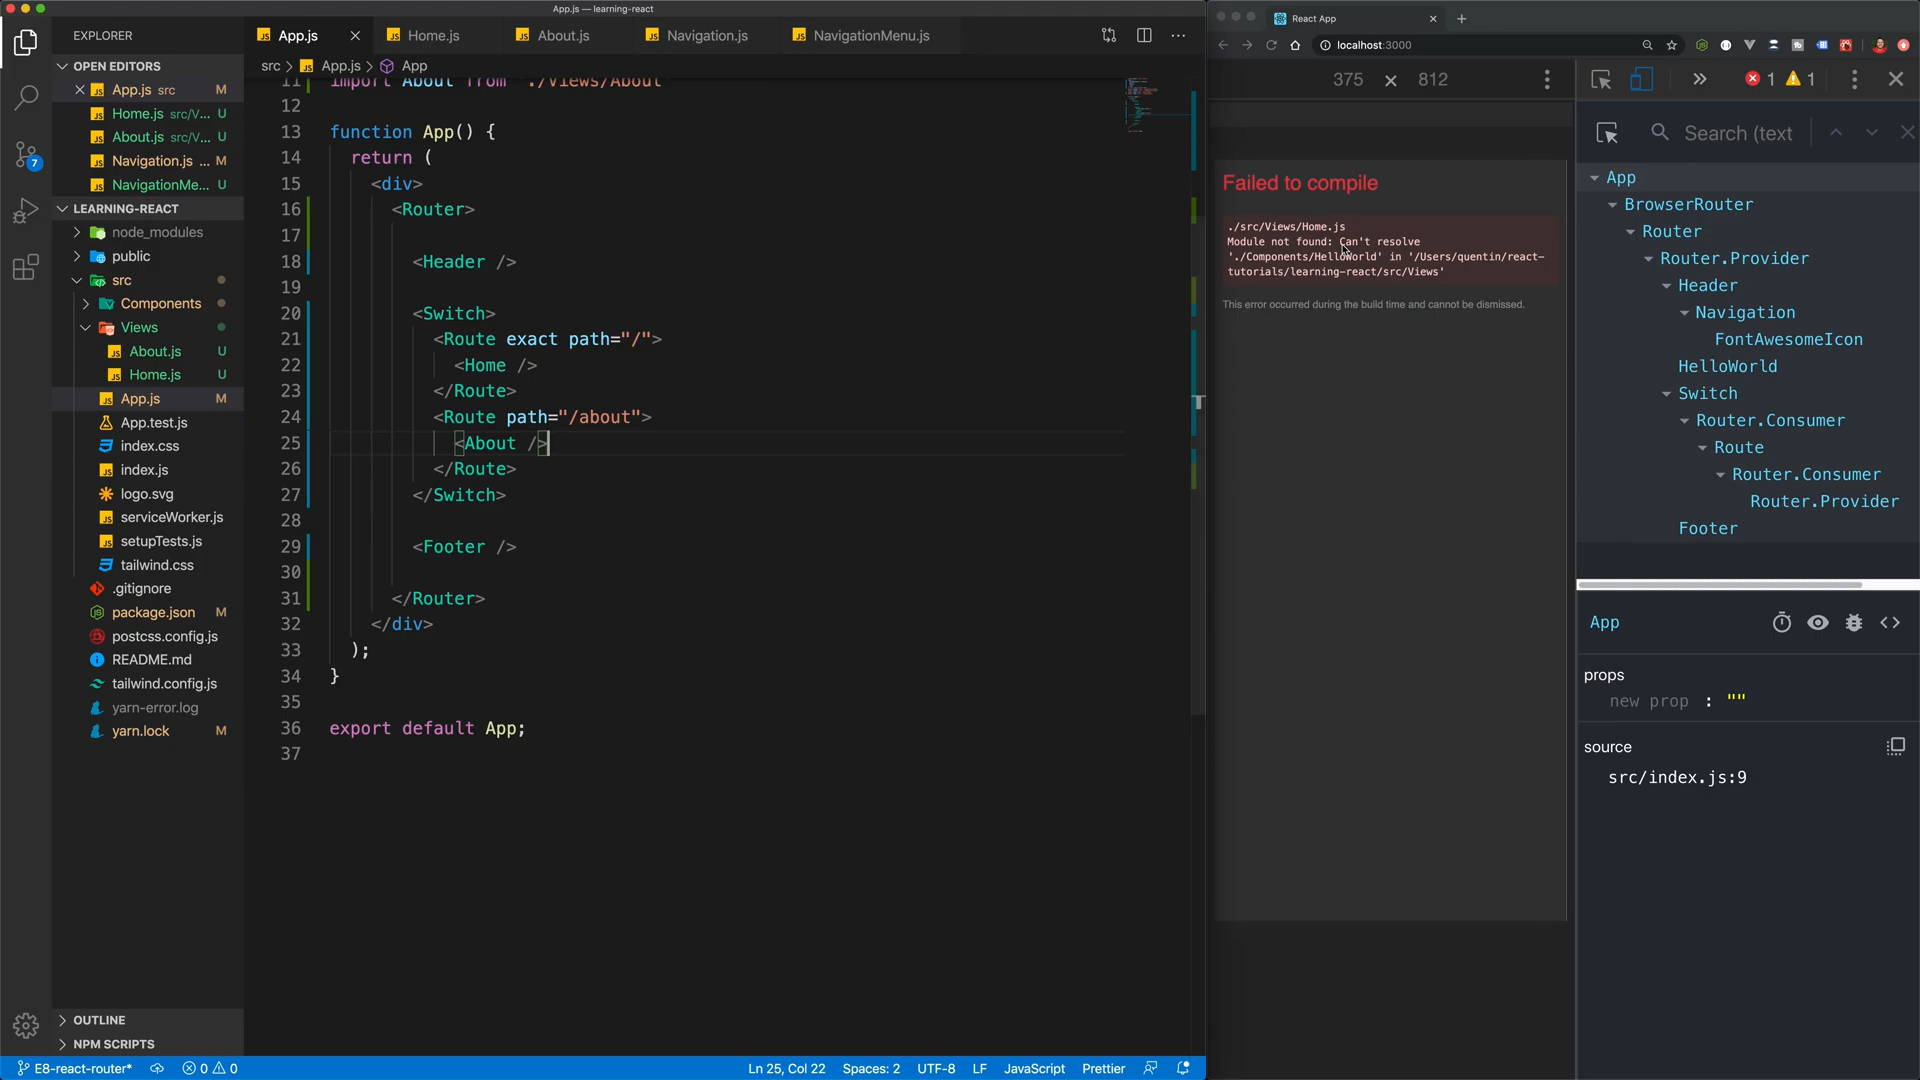 App.js — learning-react
EXPLORER
OPEN EDITORS
App.js src M
Home.js src/V... U
About.js src/V... U
Navigation.js ... M
NavigationMe... U
LEARNING-REACT
node_modules
public
src
Components
Views
About.js U
Home.js U
App.js M
App.test.js
index.css
index.js
logo.svg
serviceWorker.js
setupTests.js
tailwind.css
.gitignore
package.json M
postcss.config.js
README.md
tailwind.config.js
yarn-error.log
yarn.lock M
OUTLINE
NPM SCRIPTS
7
App.js
Home.js
About.js
Navigation.js
NavigationMenu.js
src > App.js > App
11 import About from './Views/About'
12
13 function App() {
14 return (
15 <div>
16 <Router>
17
18 <Header />
19
20 <Switch>
21 <Route exact path="/">
22 <Home />
23 </Route>
24 <Route path="/about">
25 <About />
26 </Route>
27 </Switch>
28
29 <Footer />
30
31 </Router>
32 </div>
33 );
34 }
35
36 export default App;
37
E8-react-router* 0 0 Ln 25, Col 22 Spaces: 2 UTF-8 LF JavaScript Prettier
React App
localhost:3000
375 × 812
Failed to compile
./src/Views/Home.js
Module not found: Can't resolve
'./Components/HelloWorld' in '/Users/quentin/react-
tutorials/learning-react/src/Views'
This error occurred during the build time and cannot be dismissed.
1 1
Search (text
App
BrowserRouter
Router
Router.Provider
Header
Navigation
FontAwesomeIcon
HelloWorld
Switch
Router.Consumer
Route
Router.Consumer
Router.Provider
Footer
App
props
new prop : ""
source
src/index.js:9